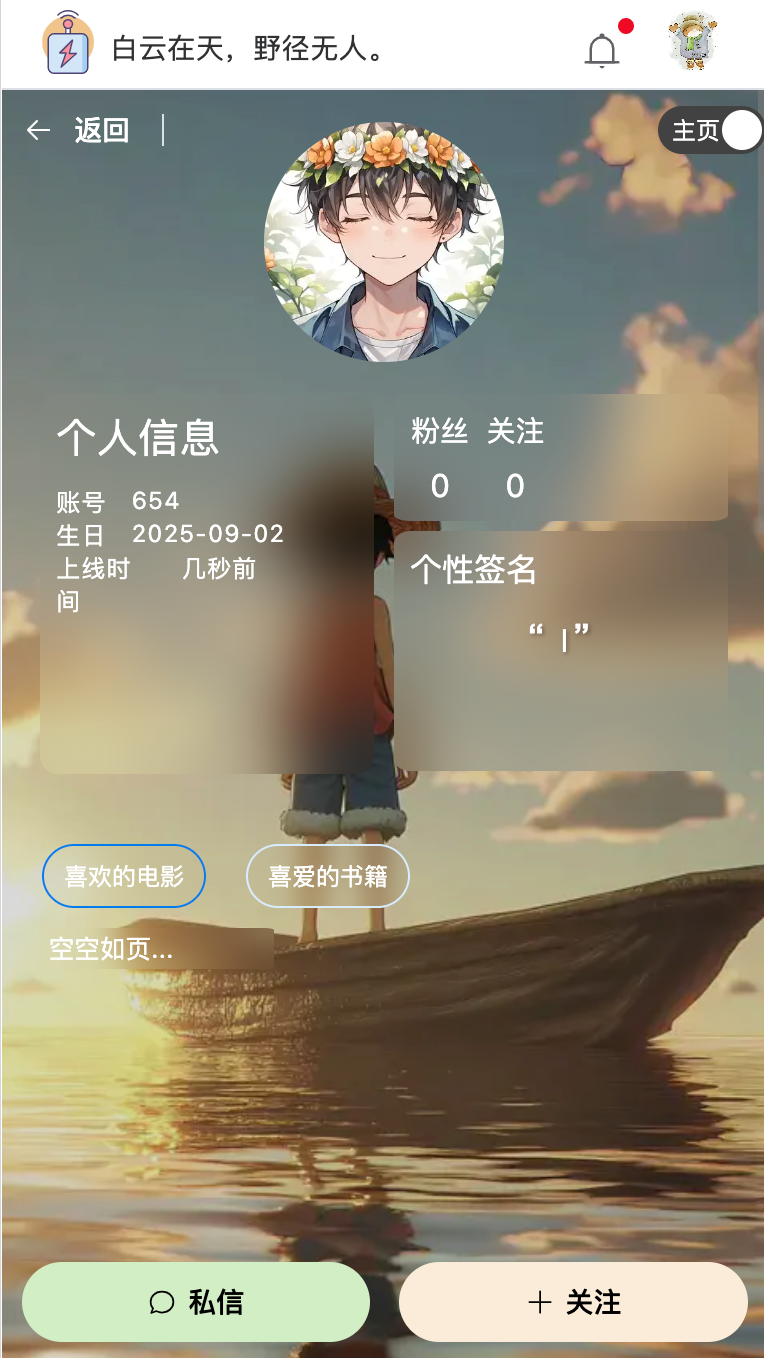 白云在天，野径无人。
返回
主页
个人信息
账号 654
生日 2025-09-02
上线时间 几秒前
粉丝 关注
0 0
个性签名
“ | ”
喜欢的电影 喜爱的书籍
空空如页...
私信 关注